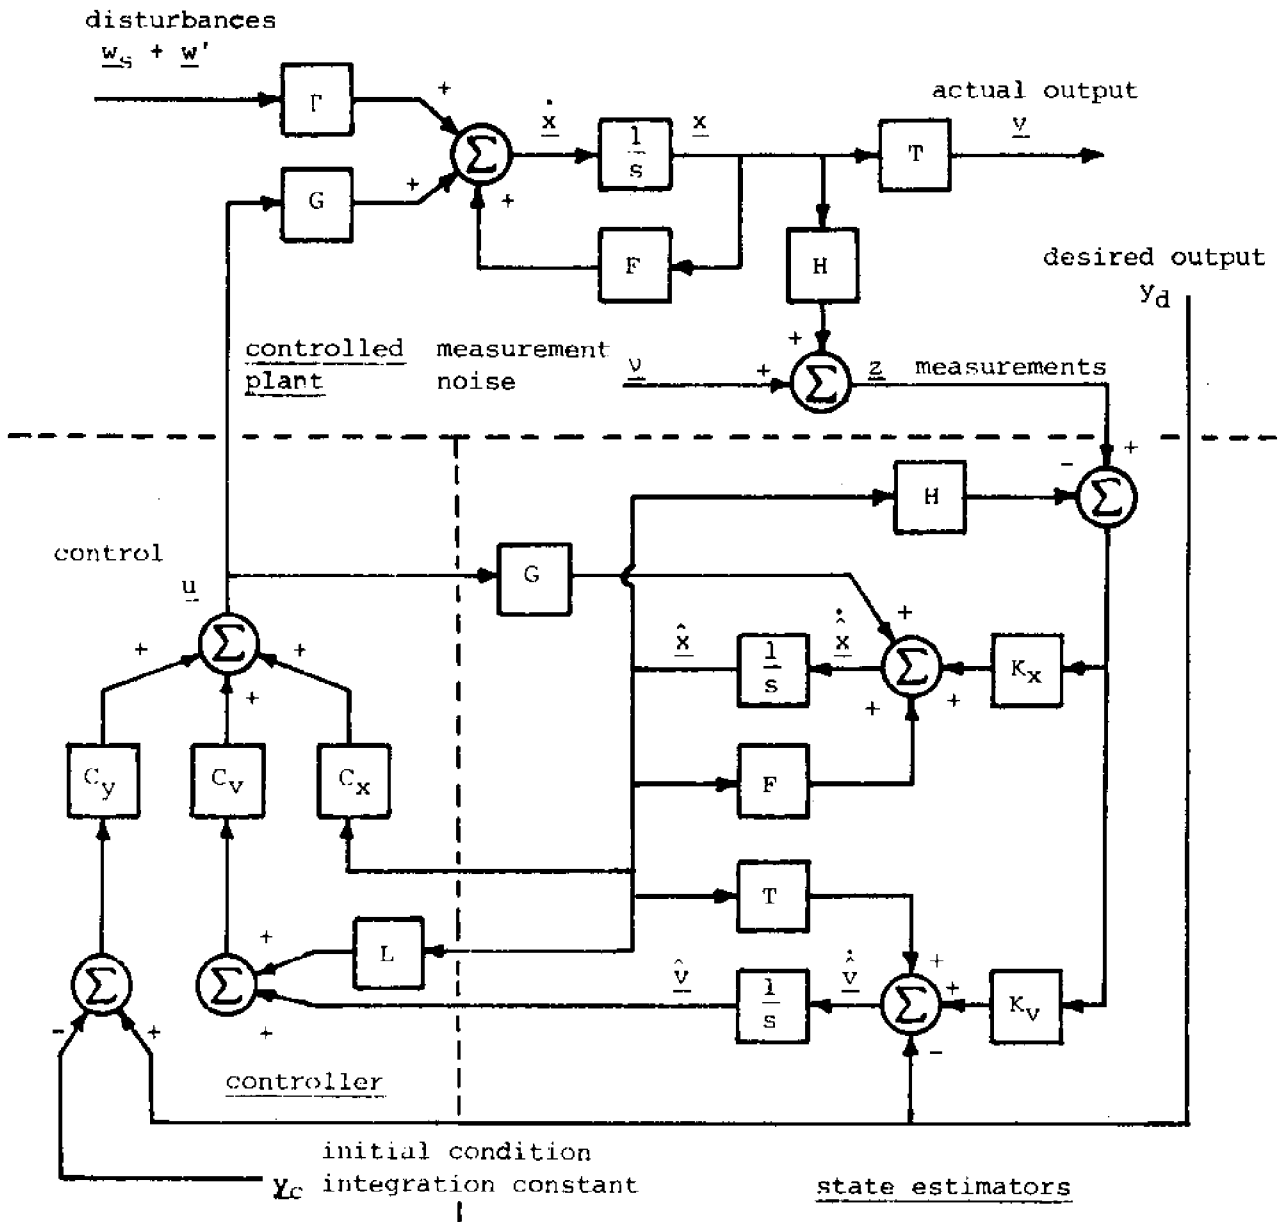 disturbances
w_s + w'
Γ
+
ẋ
1/s
x
actual output
y
T
Σ
G
+
+
F
H
desired output
y_d
controlled plant
measurement noise
ν
+
+
Σ
z measurements
+
-
H
Σ
control
u
G
+
+
Σ
+
x̂
1/s
x̂̇
+
Σ
+
+
K_x
C_y
C_v
C_x
F
T
L
+
+
Σ
-
+
Σ
+
v̂
1/s
v̂̇
+
Σ
-
K_v
controller
initial condition
y_c integration constant
state estimators